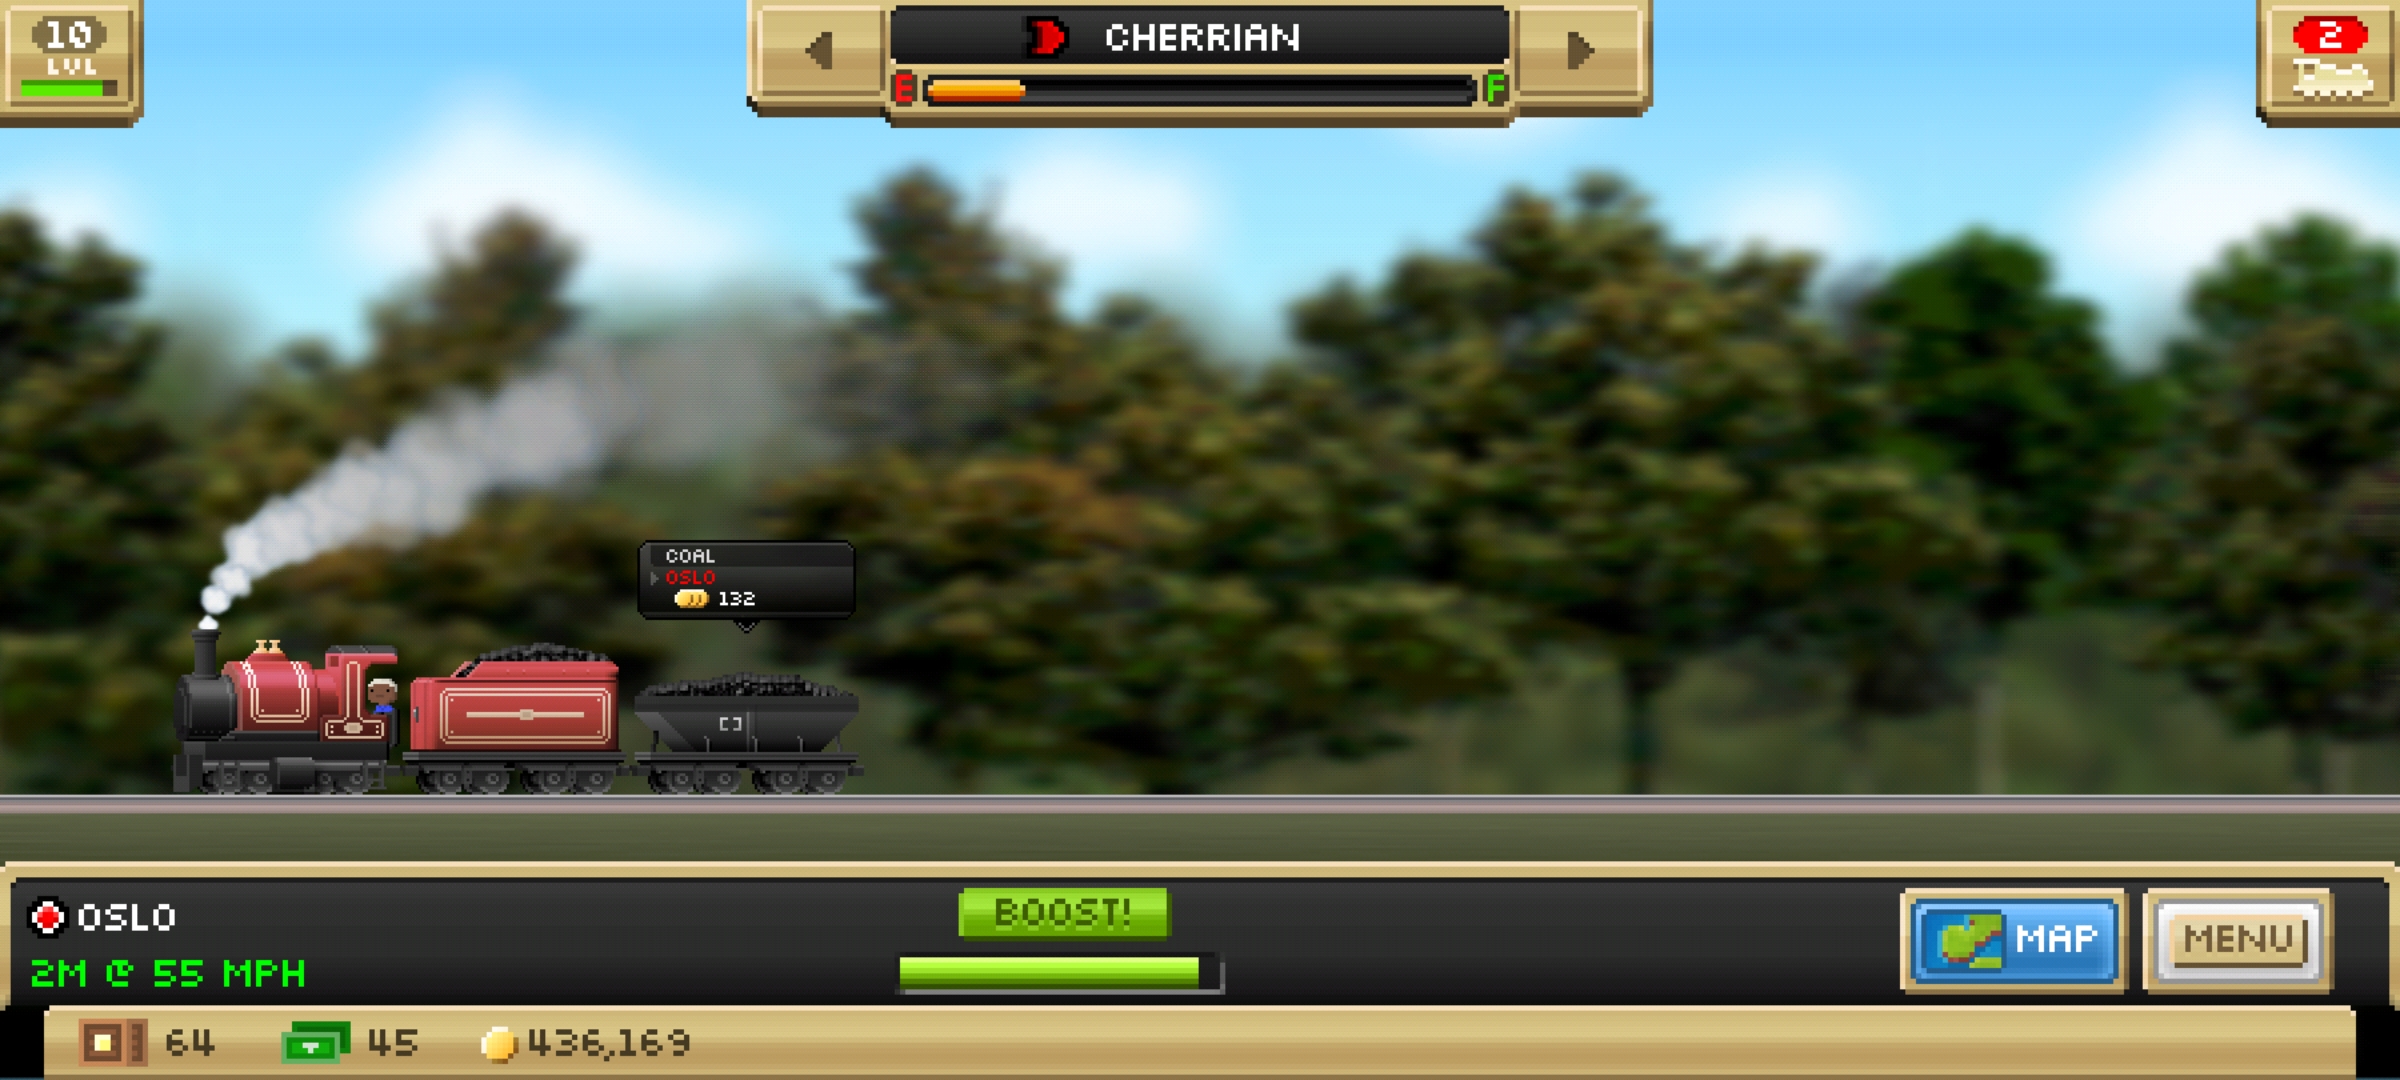 10
LVL
CHERRIAN
E F
2
COAL
OSLO
132
OSLO
2M @ 55 MPH
BOOST!
MAP
MENU
64
45
436,169